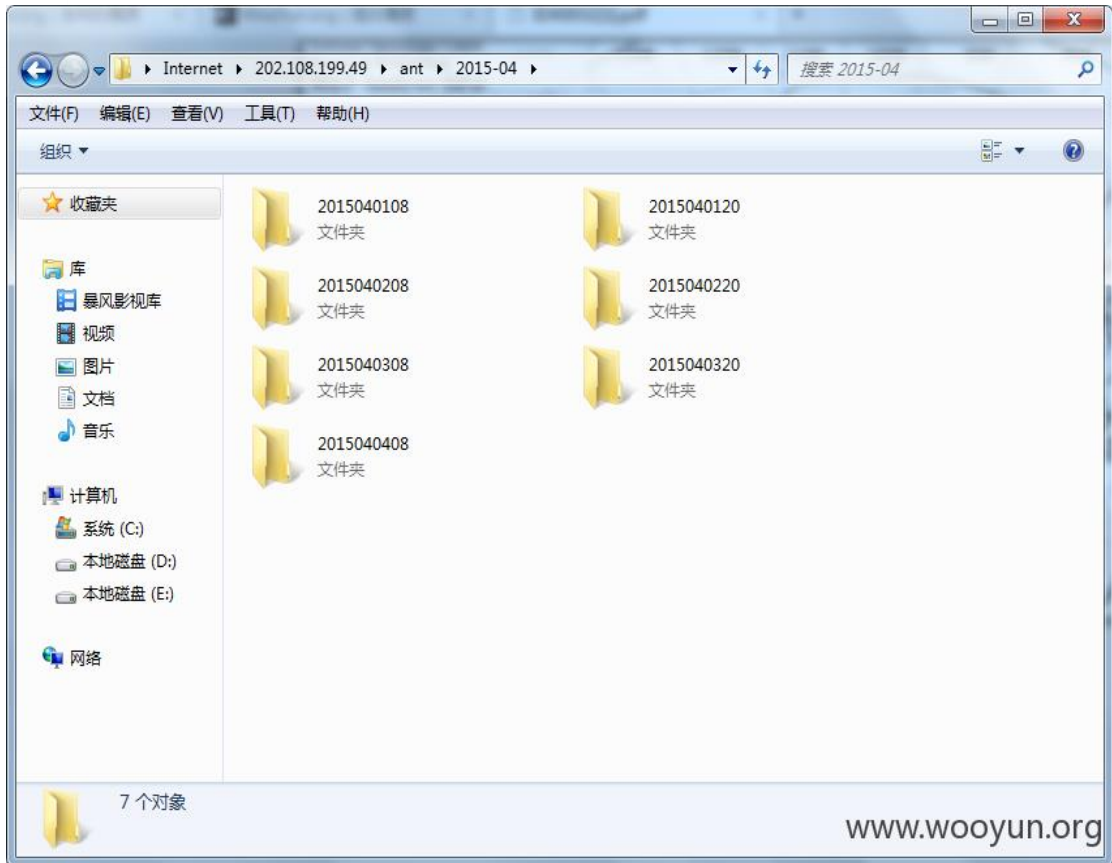 Internet 202.108.199.49 ant 2015-04 搜索 2015-04
文件(F) 编辑(E) 查看(V) 工具(T) 帮助(H)
组织
收藏夹
库
暴风影视库
视频
图片
文档
音乐
计算机
系统 (C:)
本地磁盘 (D:)
本地磁盘 (E:)
网络
2015040108
文件夹
2015040120
文件夹
2015040208
文件夹
2015040220
文件夹
2015040308
文件夹
2015040320
文件夹
2015040408
文件夹
7 个对象
www.wooyun.org